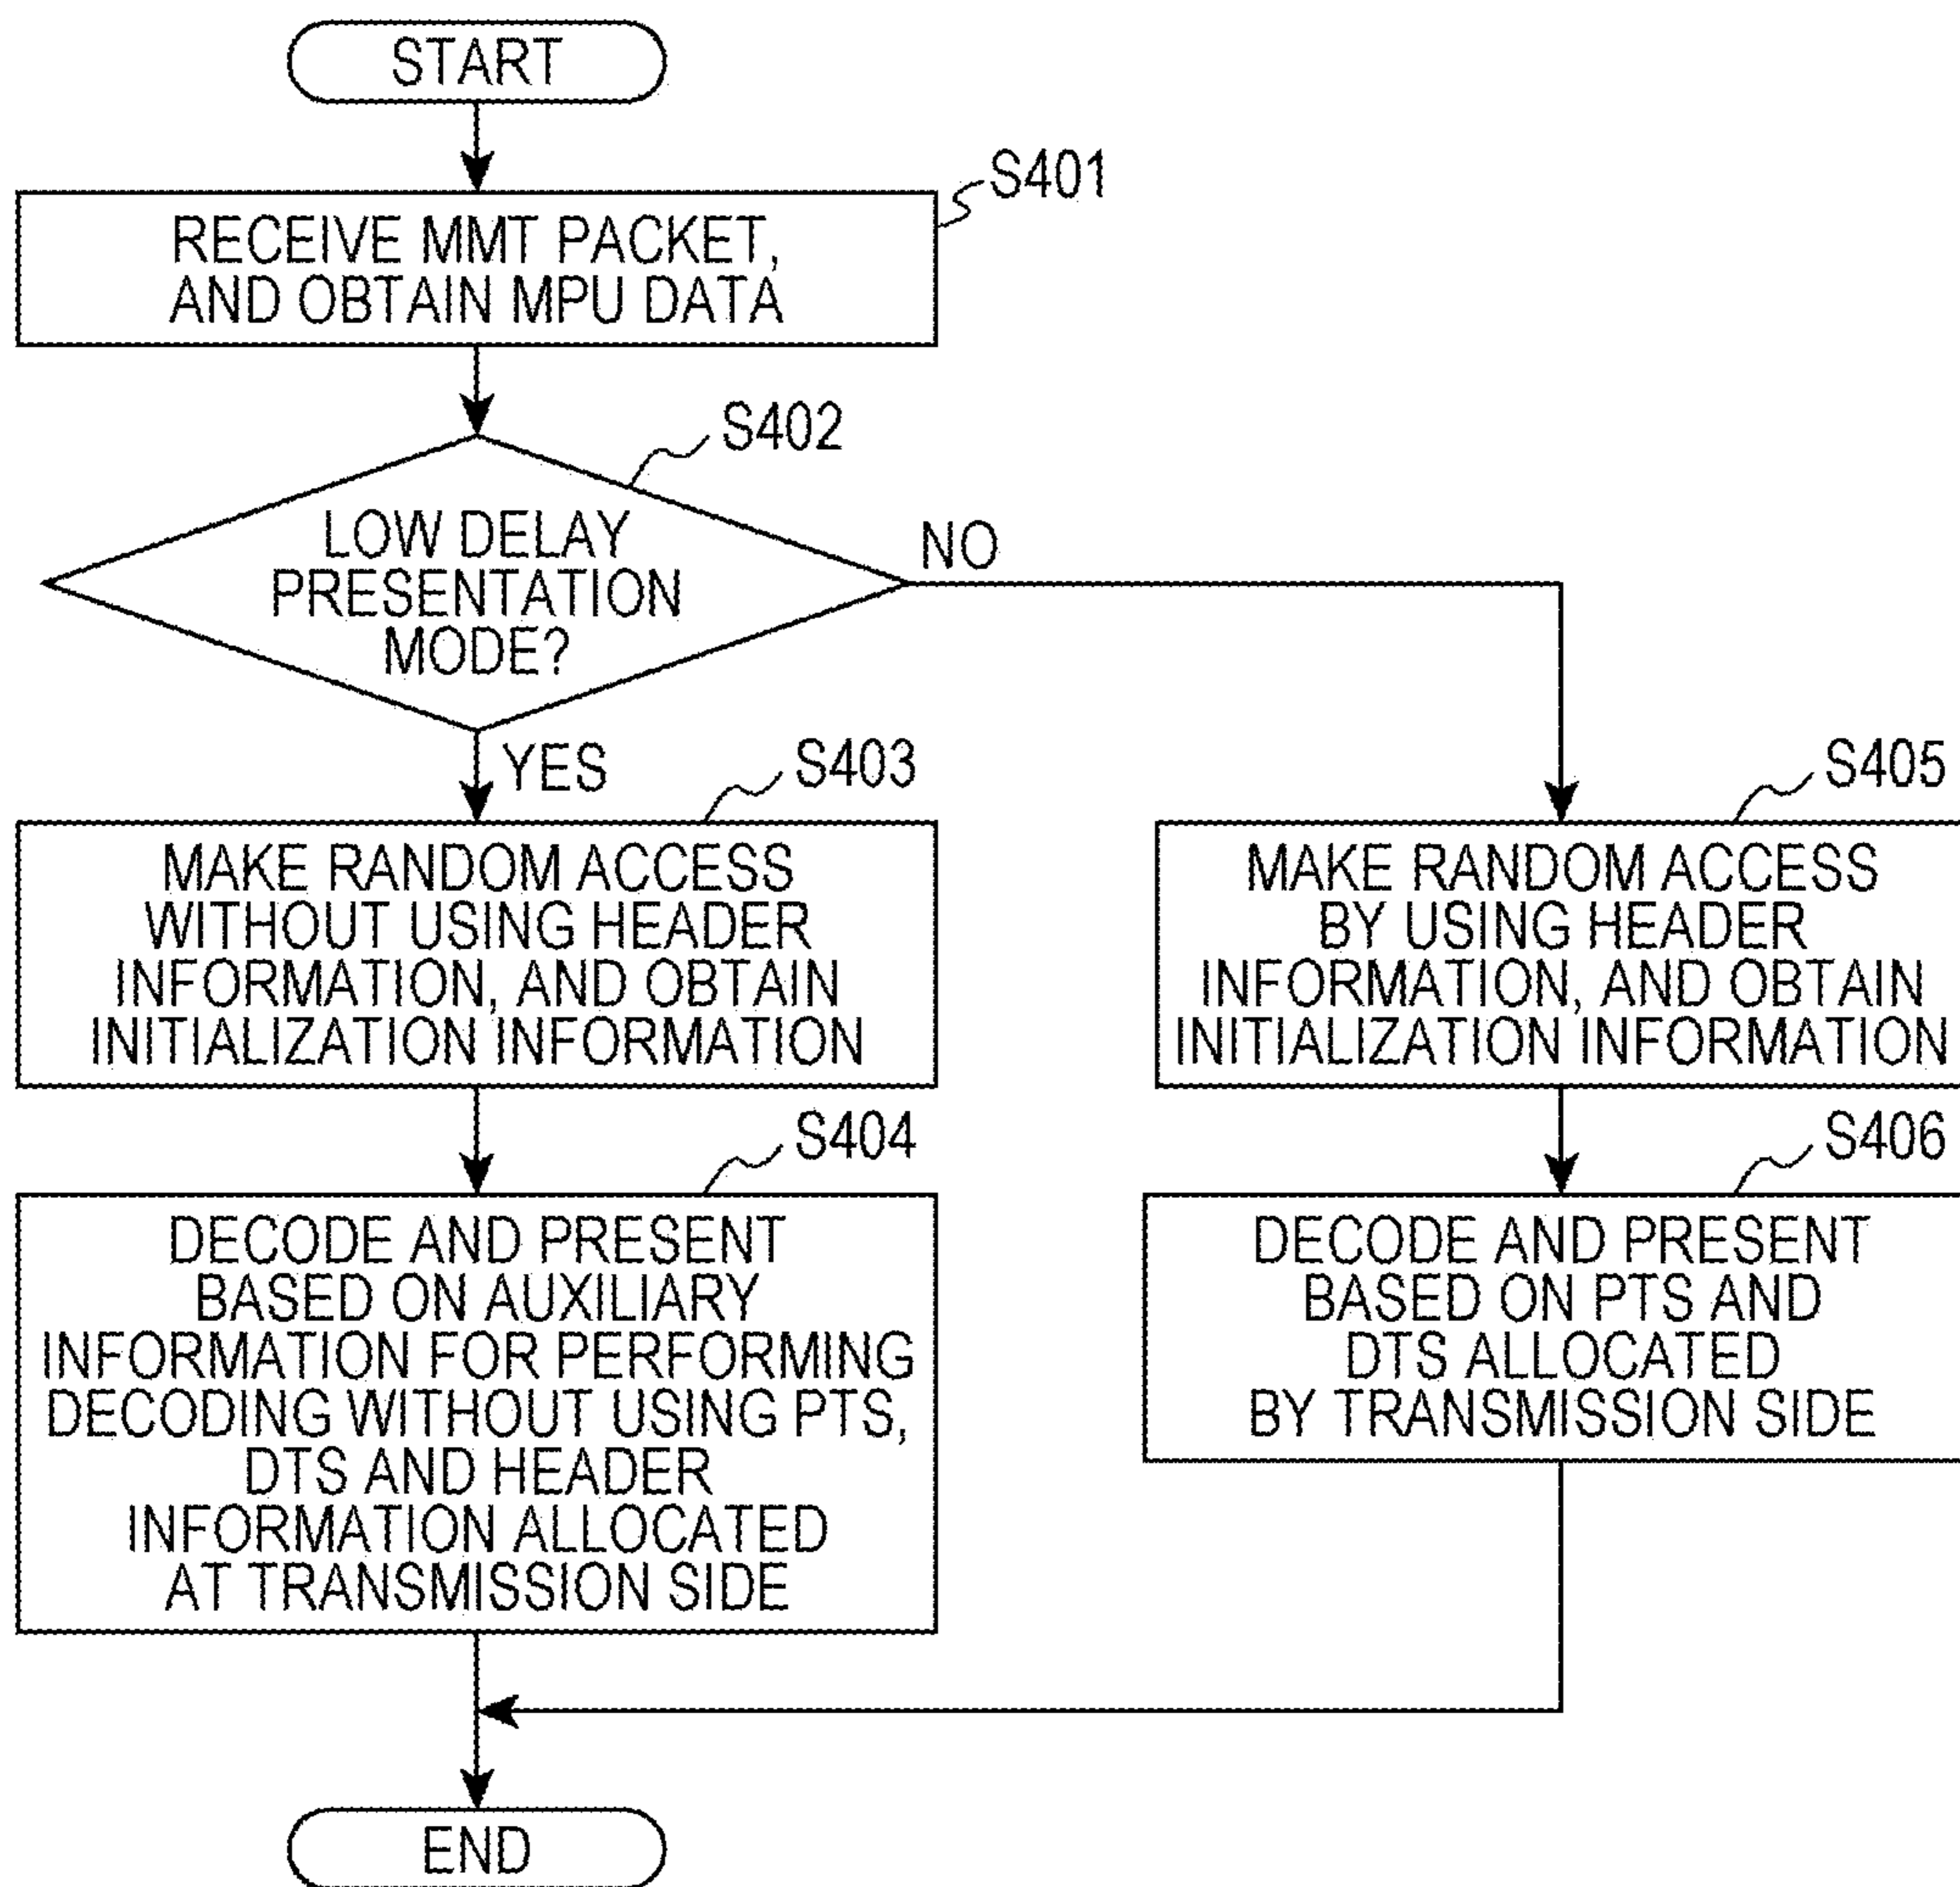 START
S401
RECEIVE MMT PACKET,
AND OBTAIN MPU DATA
S402
LOW DELAY
PRESENTATION
MODE?
NO
YES
S403
MAKE RANDOM ACCESS
WITHOUT USING HEADER
INFORMATION, AND OBTAIN
INITIALIZATION INFORMATION
S405
MAKE RANDOM ACCESS
BY USING HEADER
INFORMATION, AND OBTAIN
INITIALIZATION INFORMATION
S404
DECODE AND PRESENT
BASED ON AUXILIARY
INFORMATION FOR PERFORMING
DECODING WITHOUT USING PTS,
DTS AND HEADER
INFORMATION ALLOCATED
AT TRANSMISSION SIDE
S406
DECODE AND PRESENT
BASED ON PTS AND
DTS ALLOCATED
BY TRANSMISSION SIDE
END